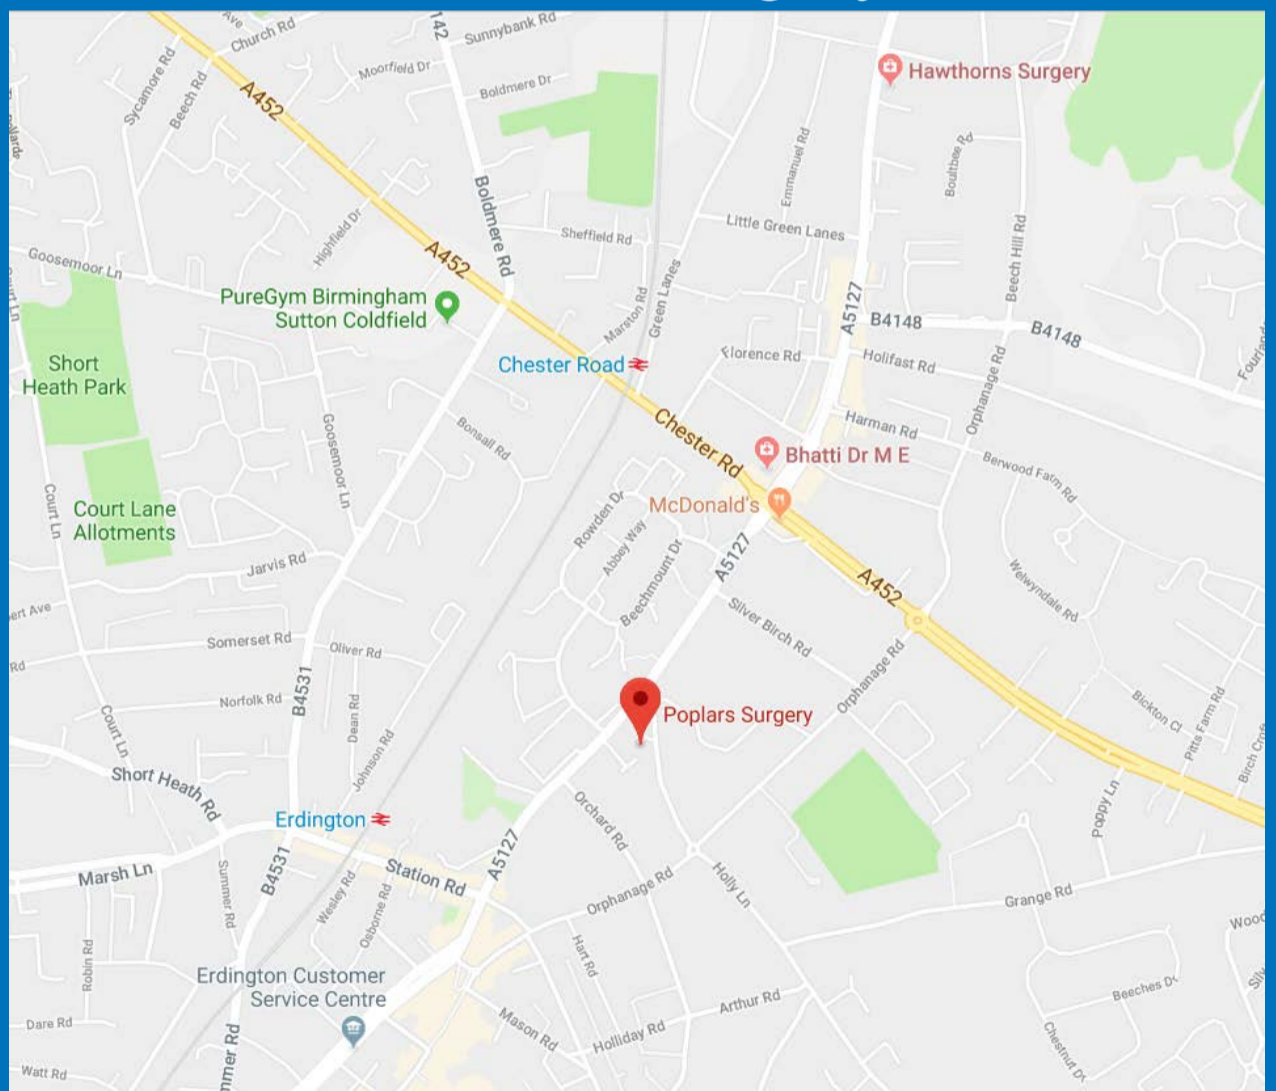 Ave
Church Rd
142
Sunnybank Rd
Sycamore Rd
Beech Rd
Moorfield Dr
Boldmere Dr
A452
Hawthorns Surgery
Emmanuel Rd
Boultbee Rd
Boldmere Rd
Highfield Dr
Sheffield Rd
Little Green Lanes
Beech Hill Rd
Goosemoor Ln
A452
PureGym Birmingham
Sutton Coldfield
Marston Rd
Green Lanes
A5127
B4148
B4148
Short
Heath Park
Chester Road
Florence Rd
Holifast Rd
Orphanage Rd
Goosemoor Ln
Bonsall Rd
Chester Rd
Harman Rd
Bhatti Dr M E
Berwood Farm Rd
Court Ln
Court Lane
Allotments
Rowden Dr
McDonald's
Abbey Way
A5127
Jarvis Rd
Beechmount Dr
A452
Welwyndale Rd
Silver Birch Rd
Somerset Rd
Oliver Rd
Rd
B4531
Norfolk Rd
Dean Rd
Orphanage Rd
Poplars Surgery
Bickton Cl
Pitts Farm Rd
Court Ln
Johnson Rd
Short Heath Rd
Orchard Rd
Poppy Ln
Erdington
A5127
Marsh Ln
B4531
Station Rd
Summer Rd
Wesley Rd
Osborne Rd
Orphanage Rd
Holly Ln
Grange Rd
Hart Rd
Robin Rd
Erdington Customer
Service Centre
Arthur Rd
Beeches Dr
Mason Rd
Holliday Rd
Dare Rd
Chestnut Dr
Watt Rd